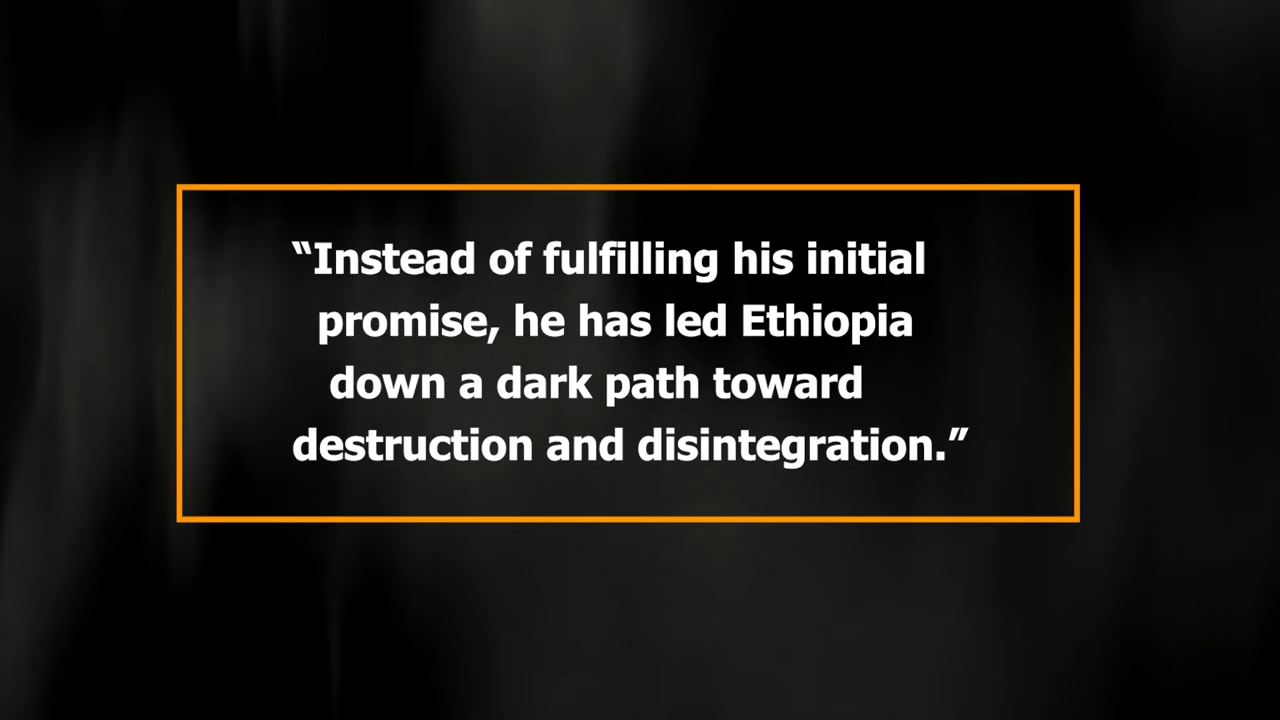 “Instead of fulfilling his initial
promise, he has led Ethiopia
down a dark path toward
destruction and disintegration.”